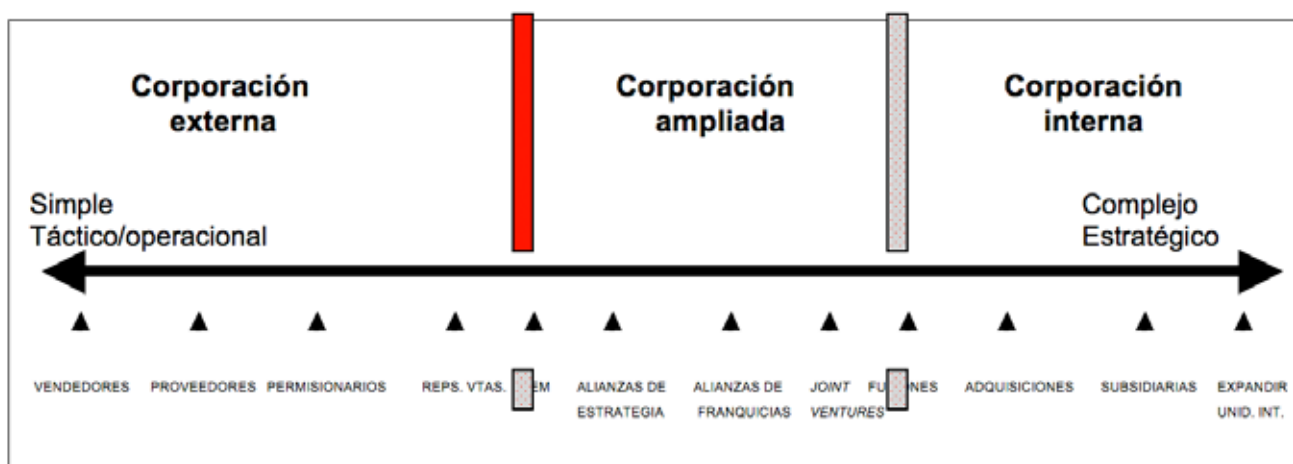 Corporación
externa
Corporación
ampliada
Corporación
interna
Simple
Táctico/operacional
Complejo
Estratégico
VENDEDORES
PROVEEDORES
PERMISIONARIOS
REPS. VTAS.
ALIANZAS DE
ESTRATEGIA
ALIANZAS DE
FRANQUICIAS
JOINT
VENTURES
ADQUISICIONES
SUBSIDIARIAS
EXPANDIR
UNID. INT.